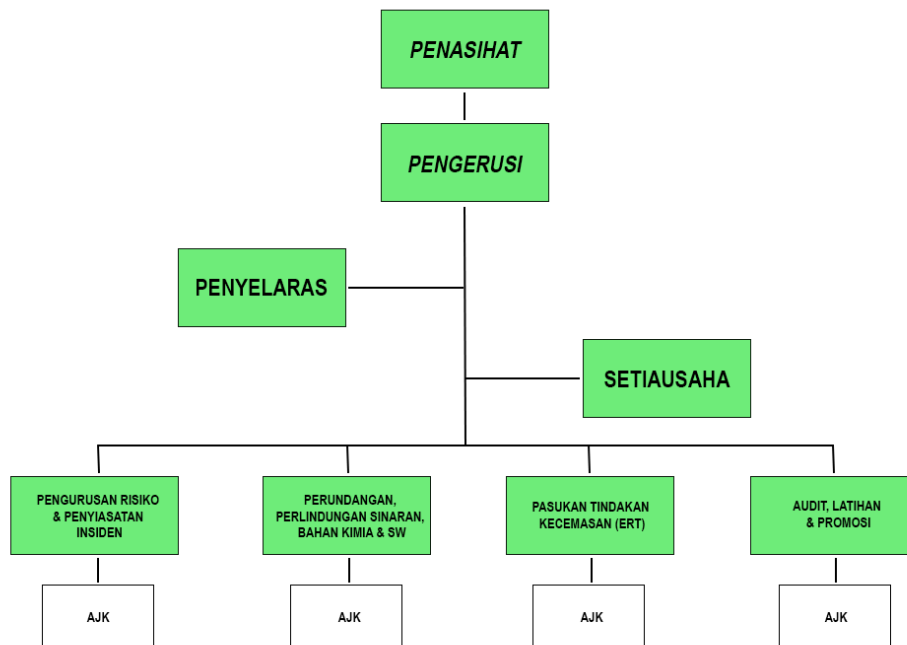 PENASIHAT
PENGERUSI
PENYELARAS
SETIAUSAHA
PENGURUSAN RISIKO
& PENYIASATAN
INSIDEN
PERUNDANGAN,
PERLINDUNGAN SINARAN,
BAHAN KIMIA & SW
PASUKAN TINDAKAN
KECEMASAN (ERT)
AUDIT, LATIHAN
& PROMOSI
AJK
AJK
AJK
AJK